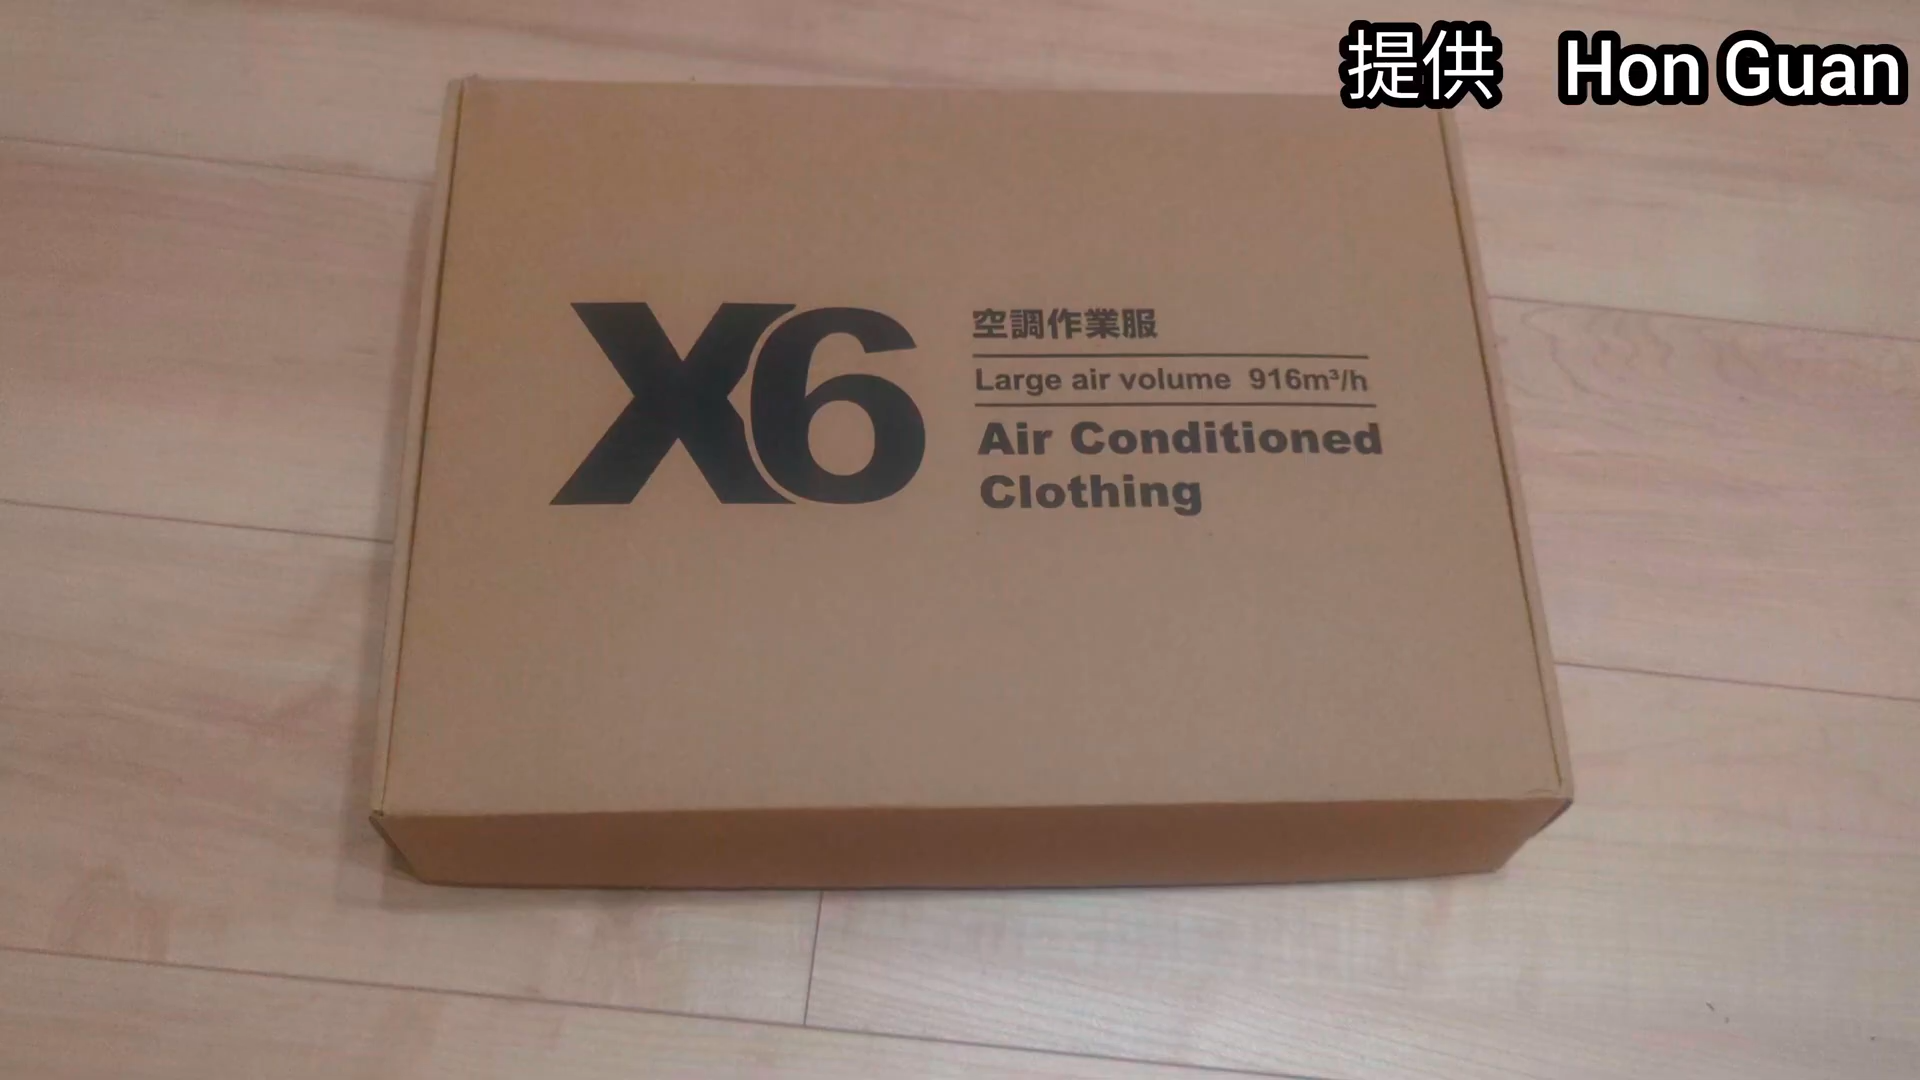 提供 Hon Guan
X6
空調作業服
Large air volume 916m³/h
Air Conditioned
Clothing